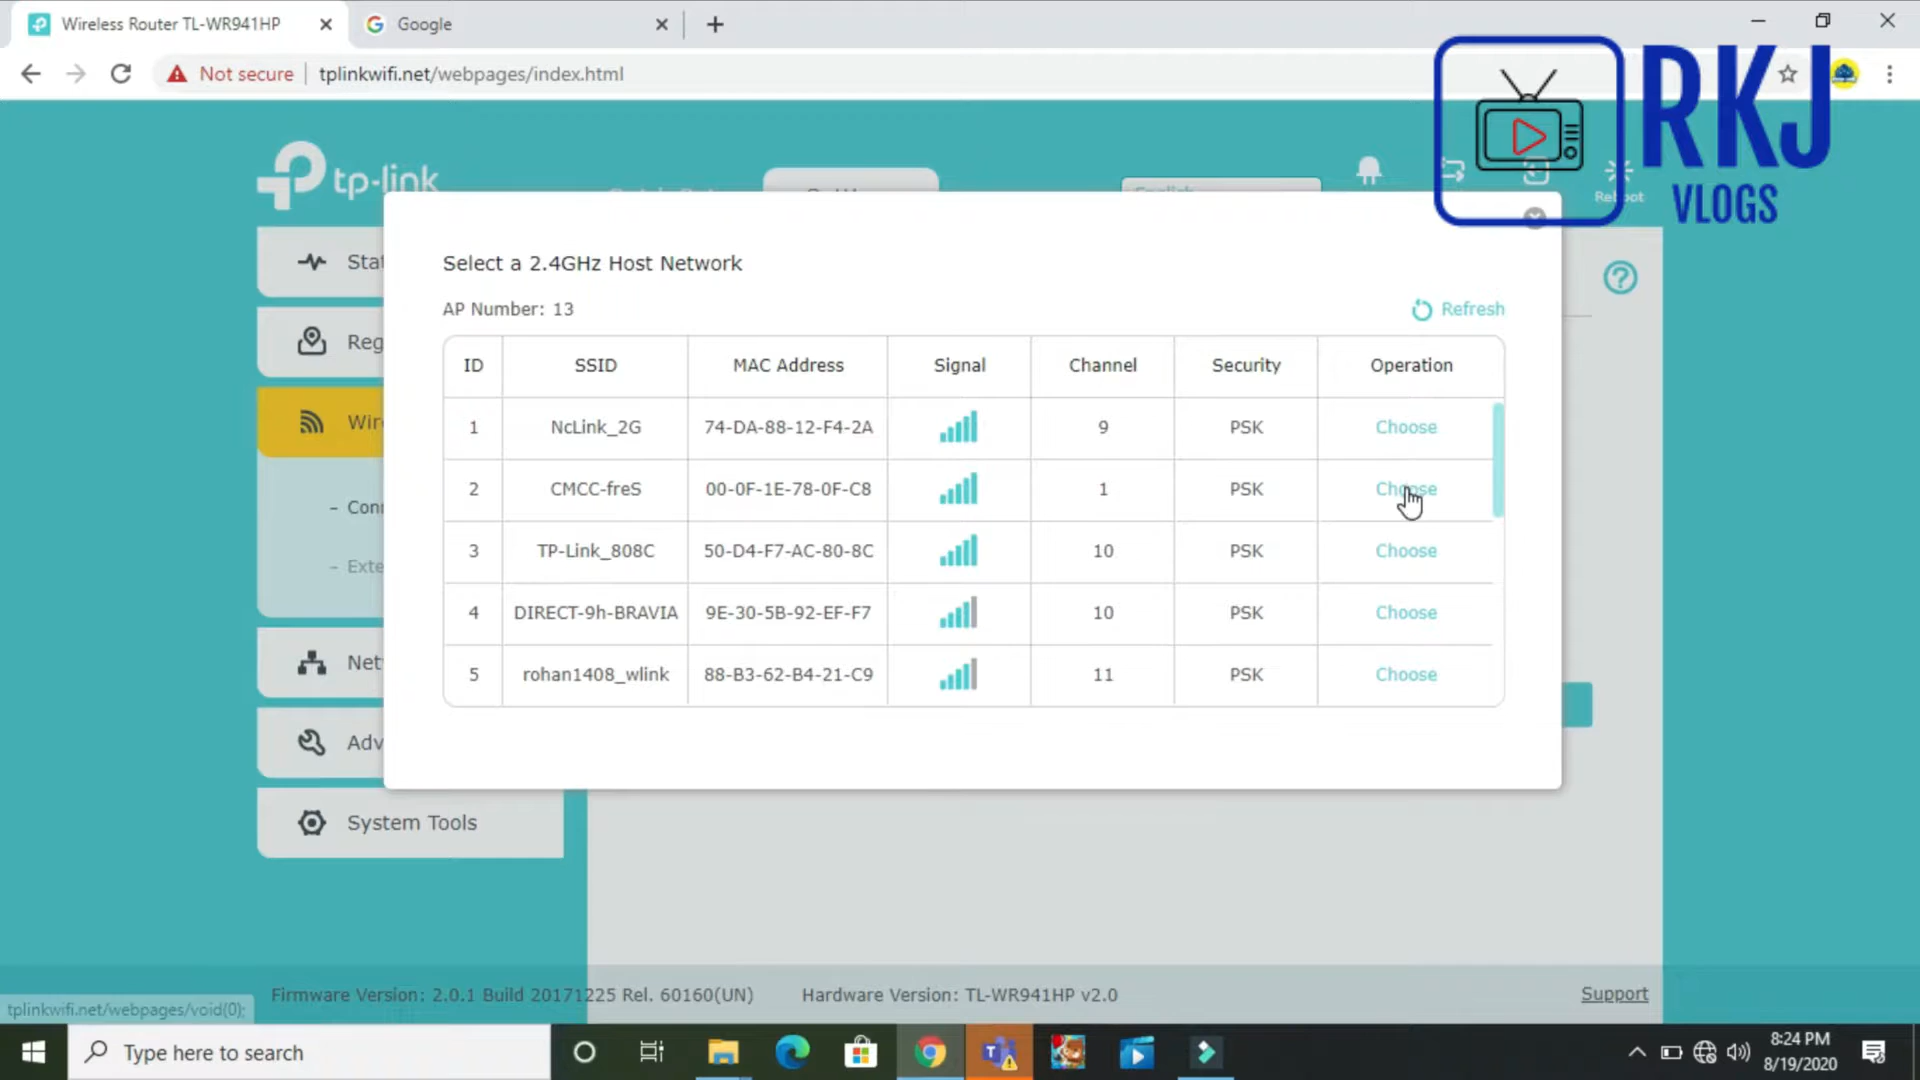 Wireless Router TL-WR941HP
Google
Not secure
tplinkwifi.net/webpages/index.html
RKJ
VLOGS
tp-link
Reboot
Select a 2.4GHz Host Network
AP Number: 13
Refresh
ID SSID MAC Address Signal Channel Security Operation
1 NcLink_2G 74-DA-88-12-F4-2A 9 PSK Choose
2 CMCC-freS 00-0F-1E-78-0F-C8 1 PSK Choose
3 TP-Link_808C 50-D4-F7-AC-80-8C 10 PSK Choose
4 DIRECT-9h-BRAVIA 9E-30-5B-92-EF-F7 10 PSK Choose
5 rohan1408_wlink 88-B3-62-B4-21-C9 11 PSK Choose
Stat
Reg
Wir
- Conn
- Exte
Net
Adv
System Tools
Firmware Version: 2.0.1 Build 20171225 Rel. 60160(UN)
Hardware Version: TL-WR941HP v2.0
Support
tplinkwifi.net/webpages/void(0);
Type here to search
8:24 PM
8/19/2020